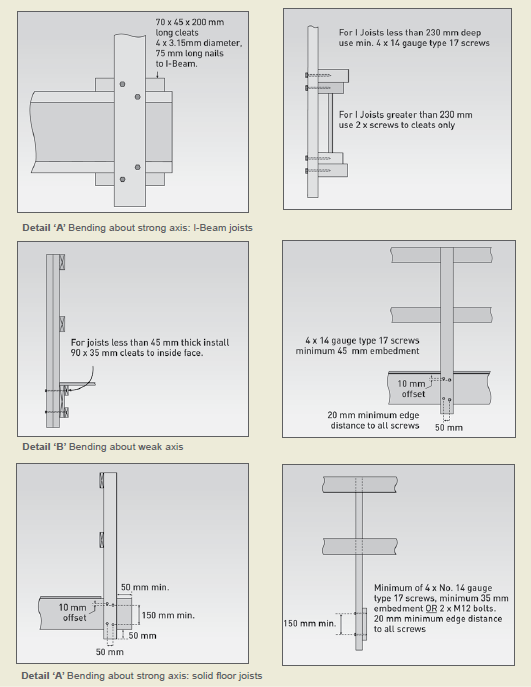 70 x 45 x 200 mm
long cleats
4 x 3.15mm diameter,
75 mm long nails
to I-Beam.
For I Joists less than 230 mm deep
use min. 4 x 14 gauge type 17 screws
For I Joists greater than 230 mm
use 2 x screws to cleats only
Detail ‘A’ Bending about strong axis: I-Beam joists
For joists less than 45 mm thick install
90 x 35 mm cleats to inside face.
4 x 14 gauge type 17 screws
minimum 45 mm embedment
10 mm
offset
20 mm minimum edge
distance to all screws
50 mm
Detail ‘B’ Bending about weak axis
50 mm min.
10 mm
offset
150 mm min.
50 mm
50 mm
Minimum of 4 x No. 14 gauge
type 17 screws, minimum 35 mm
embedment OR 2 x M12 bolts.
20 mm minimum edge distance
to all screws
150 mm min.
Detail ‘A’ Bending about strong axis: solid floor joists